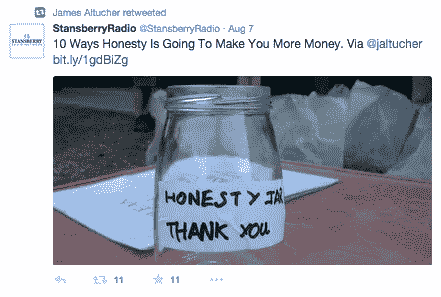 James Altucher retweeted
StansberryRadio @StansberryRadio · Aug 7
10 Ways Honesty Is Going To Make You More Money. Via @jaltucher
bit.ly/1gdBiZg
STANSBERRY
HONESTY JAR
THANK YOU
11 11